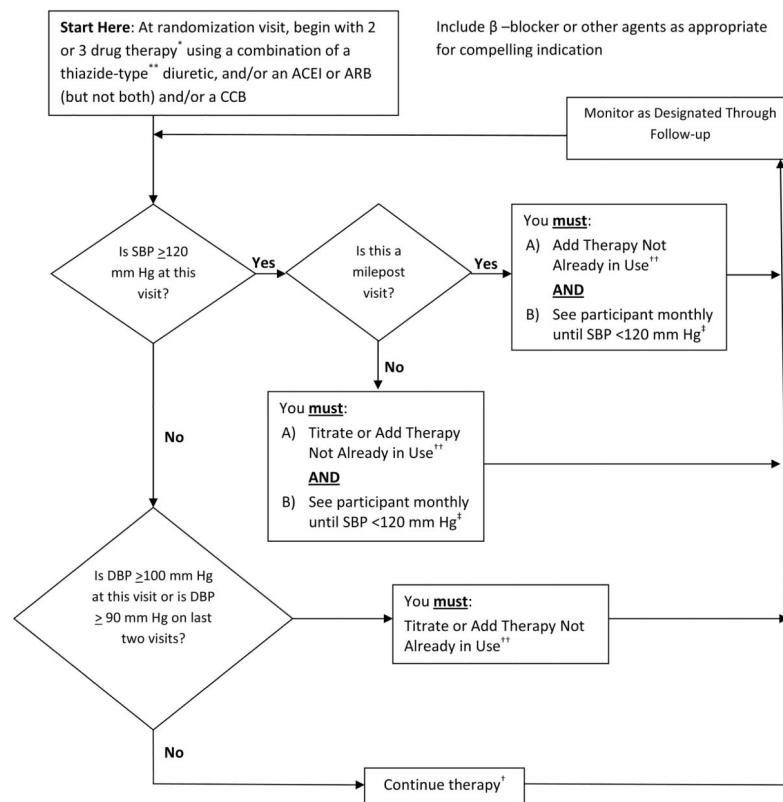 Start Here: At randomization visit, begin with 2
or 3 drug therapy* using a combination of a
thiazide-type** diuretic, and/or an ACEI or ARB
(but not both) and/or a CCB
Include β –blocker or other agents as appropriate
for compelling indication
Monitor as Designated Through
Follow-up
Is SBP ≥120
mm Hg at this
visit?
Yes
Is this a
milepost
visit?
Yes
You must:
A) Add Therapy Not
Already in Use††
AND
B) See participant monthly
until SBP <120 mm Hg‡
No
No
You must:
A) Titrate or Add Therapy
Not Already in Use††
AND
B) See participant monthly
until SBP <120 mm Hg‡
Is DBP ≥100 mm Hg
at this visit or is DBP
≥ 90 mm Hg on last
two visits?
You must:
Titrate or Add Therapy Not
Already in Use††
No
Continue therapy†